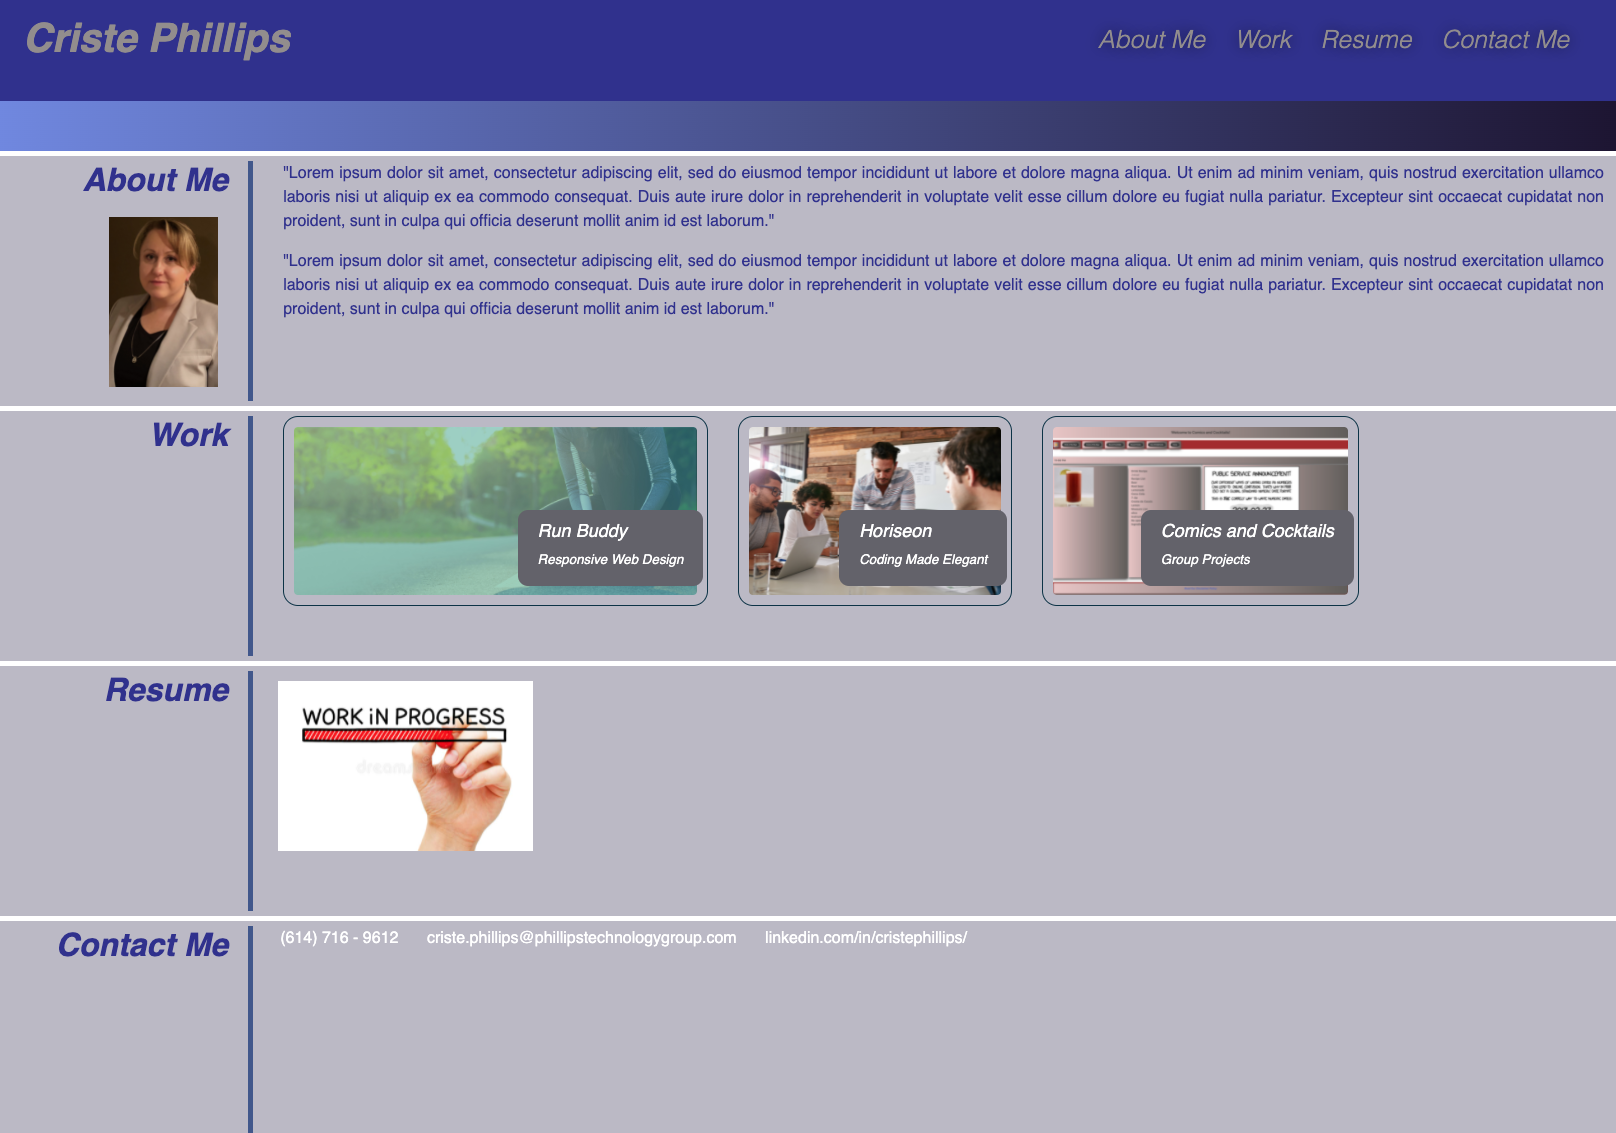 Criste Phillips
About Me Work Resume Contact Me
About Me
"Lorem ipsum dolor sit amet, consectetur adipiscing elit, sed do eiusmod tempor incididunt ut labore et dolore magna aliqua. Ut enim ad minim veniam, quis nostrud exercitation ullamco
laboris nisi ut aliquip ex ea commodo consequat. Duis aute irure dolor in reprehenderit in voluptate velit esse cillum dolore eu fugiat nulla pariatur. Excepteur sint occaecat cupidatat non
proident, sunt in culpa qui officia deserunt mollit anim id est laborum."
"Lorem ipsum dolor sit amet, consectetur adipiscing elit, sed do eiusmod tempor incididunt ut labore et dolore magna aliqua. Ut enim ad minim veniam, quis nostrud exercitation ullamco
laboris nisi ut aliquip ex ea commodo consequat. Duis aute irure dolor in reprehenderit in voluptate velit esse cillum dolore eu fugiat nulla pariatur. Excepteur sint occaecat cupidatat non
proident, sunt in culpa qui officia deserunt mollit anim id est laborum."
Work
Run Buddy
Responsive Web Design
Horiseon
Coding Made Elegant
PUBLIC SERVICE ANNOUNCEMENT
Comics and Cocktails
Group Projects
Resume
WORK iN PROGRESS
Contact Me
(614) 716 - 9612 criste.phillips@phillipstechnologygroup.com linkedin.com/in/cristephillips/